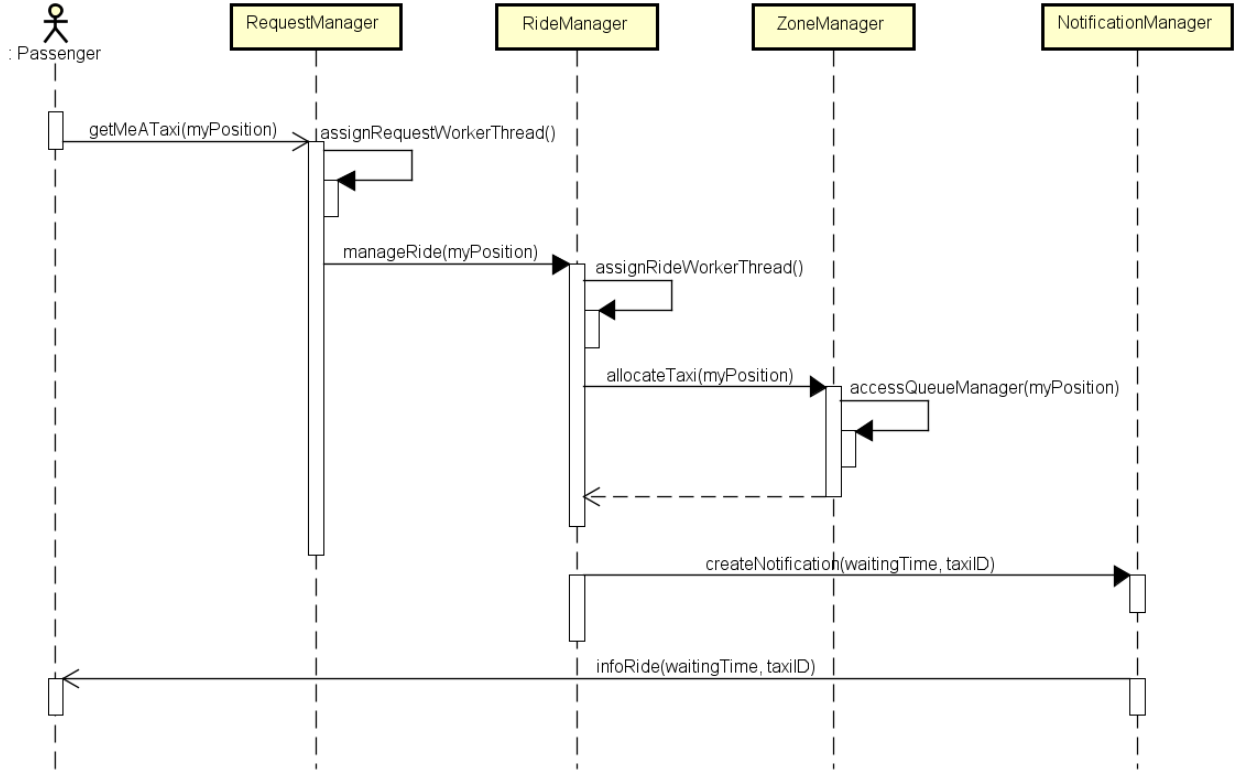 RequestManager
RideManager
ZoneManager
NotificationManager
: Passenger
getMeATaxi(myPosition)
assignRequestWorkerThread()
manageRide(myPosition)
assignRideWorkerThread()
allocateTaxi(myPosition)
accessQueueManager(myPosition)
createNotification(waitingTime, taxiID)
infoRide(waitingTime, taxiID)